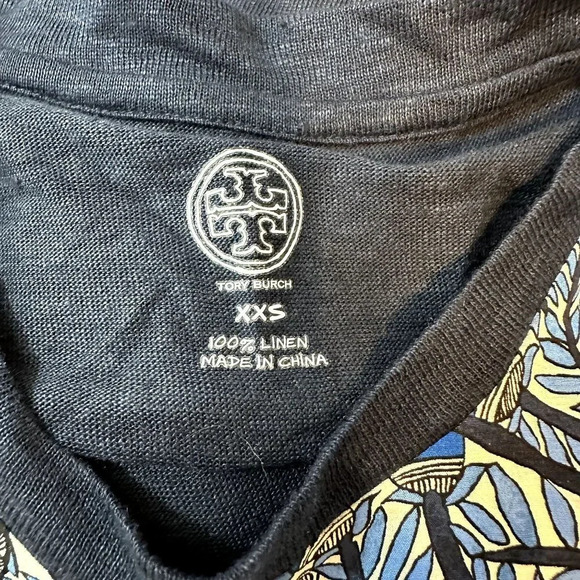 TORY BURCH
XXS
100% LINEN
MADE IN CHINA